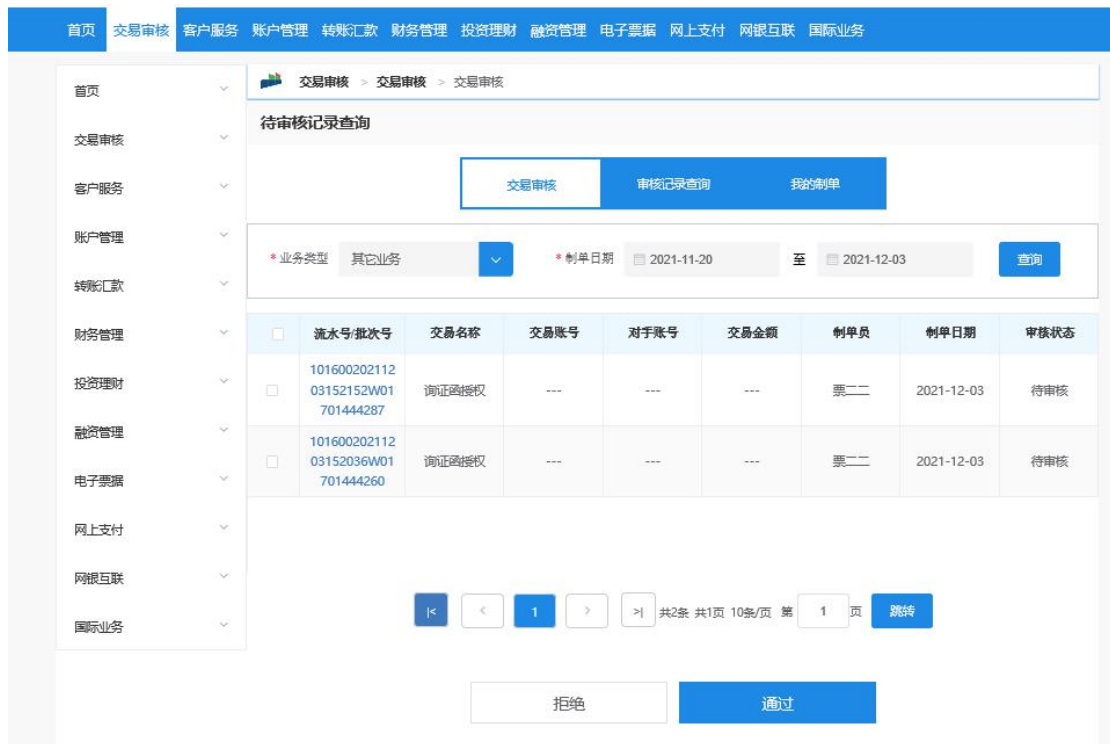 首页 交易审核 客户服务 账户管理 转账汇款 财务管理 投资理财 融资管理 电子票据 网上支付 网银互联 国际业务
首页
交易审核
客户服务
账户管理
转账汇款
财务管理
投资理财
融资管理
电子票据
网上支付
网银互联
国际业务
交易审核 > 交易审核 > 交易审核
待审核记录查询
交易审核 审核记录查询 我的制单
* 业务类型 其它业务 * 制单日期 2021-11-20 至 2021-12-03 查询
流水号/批次号 交易名称 交易账号 对手账号 交易金额 制单员 制单日期 审核状态
101600202112
03152152W01 询证函授权 --- --- --- 票二二 2021-12-03 待审核
701444287
101600202112
03152036W01 询证函授权 --- --- --- 票二二 2021-12-03 待审核
701444260
|< < 1 > >| 共2条 共1页 10条/页 第 1 页 跳转
拒绝 通过